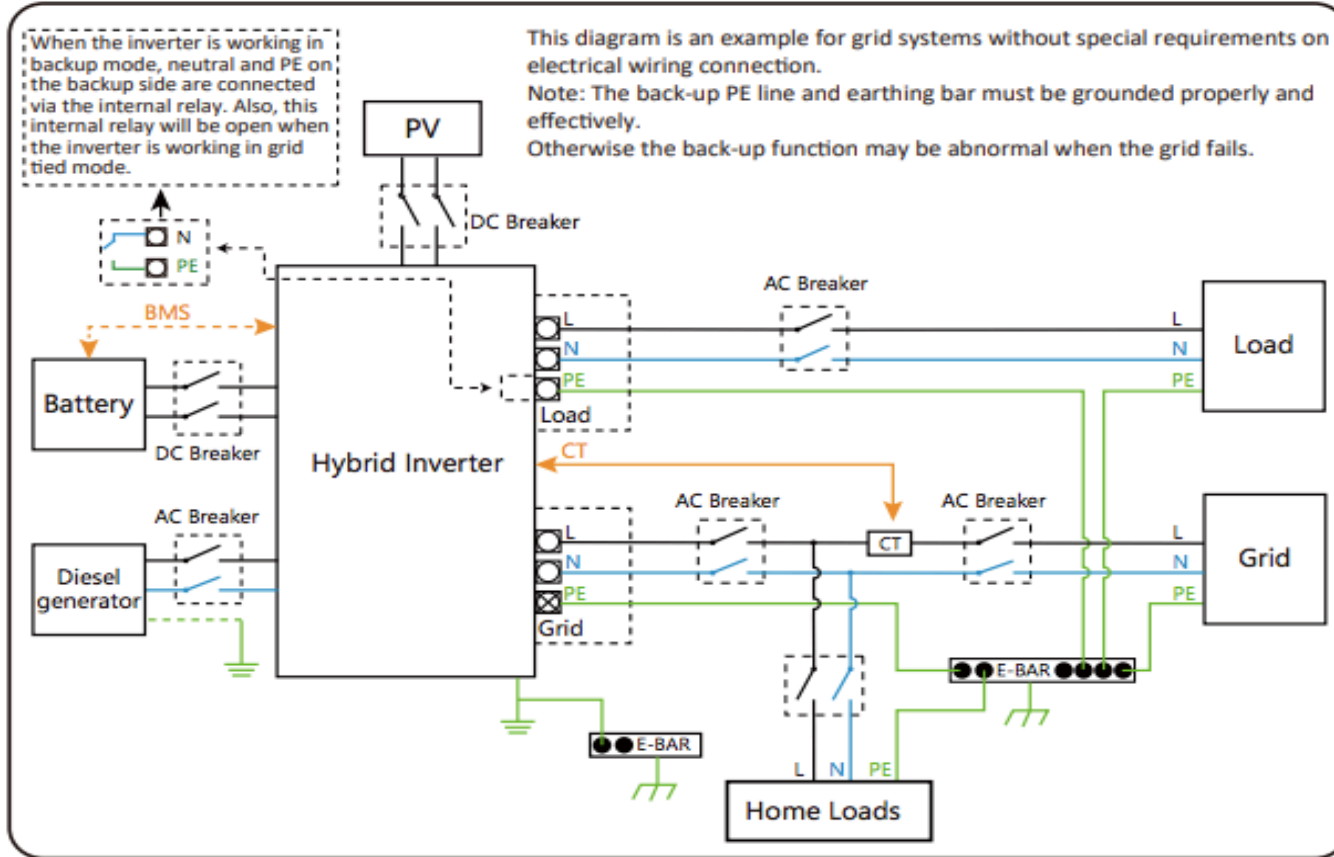 When the inverter is working in
backup mode, neutral and PE on
the backup side are connected
via the internal relay. Also, this
internal relay will be open when
the inverter is working in grid
tied mode.
This diagram is an example for grid systems without special requirements on
electrical wiring connection.
Note: The back-up PE line and earthing bar must be grounded properly and
effectively.
Otherwise the back-up function may be abnormal when the grid fails.
PV
DC Breaker
N
PE
BMS
Battery
DC Breaker
AC Breaker
Diesel
generator
Hybrid Inverter
L
N
PE
Load
AC Breaker
L
N
PE
Load
CT
AC Breaker
CT
AC Breaker
L
N
PE
Grid
L
N
PE
Grid
E-BAR
E-BAR
L
N
PE
Home Loads